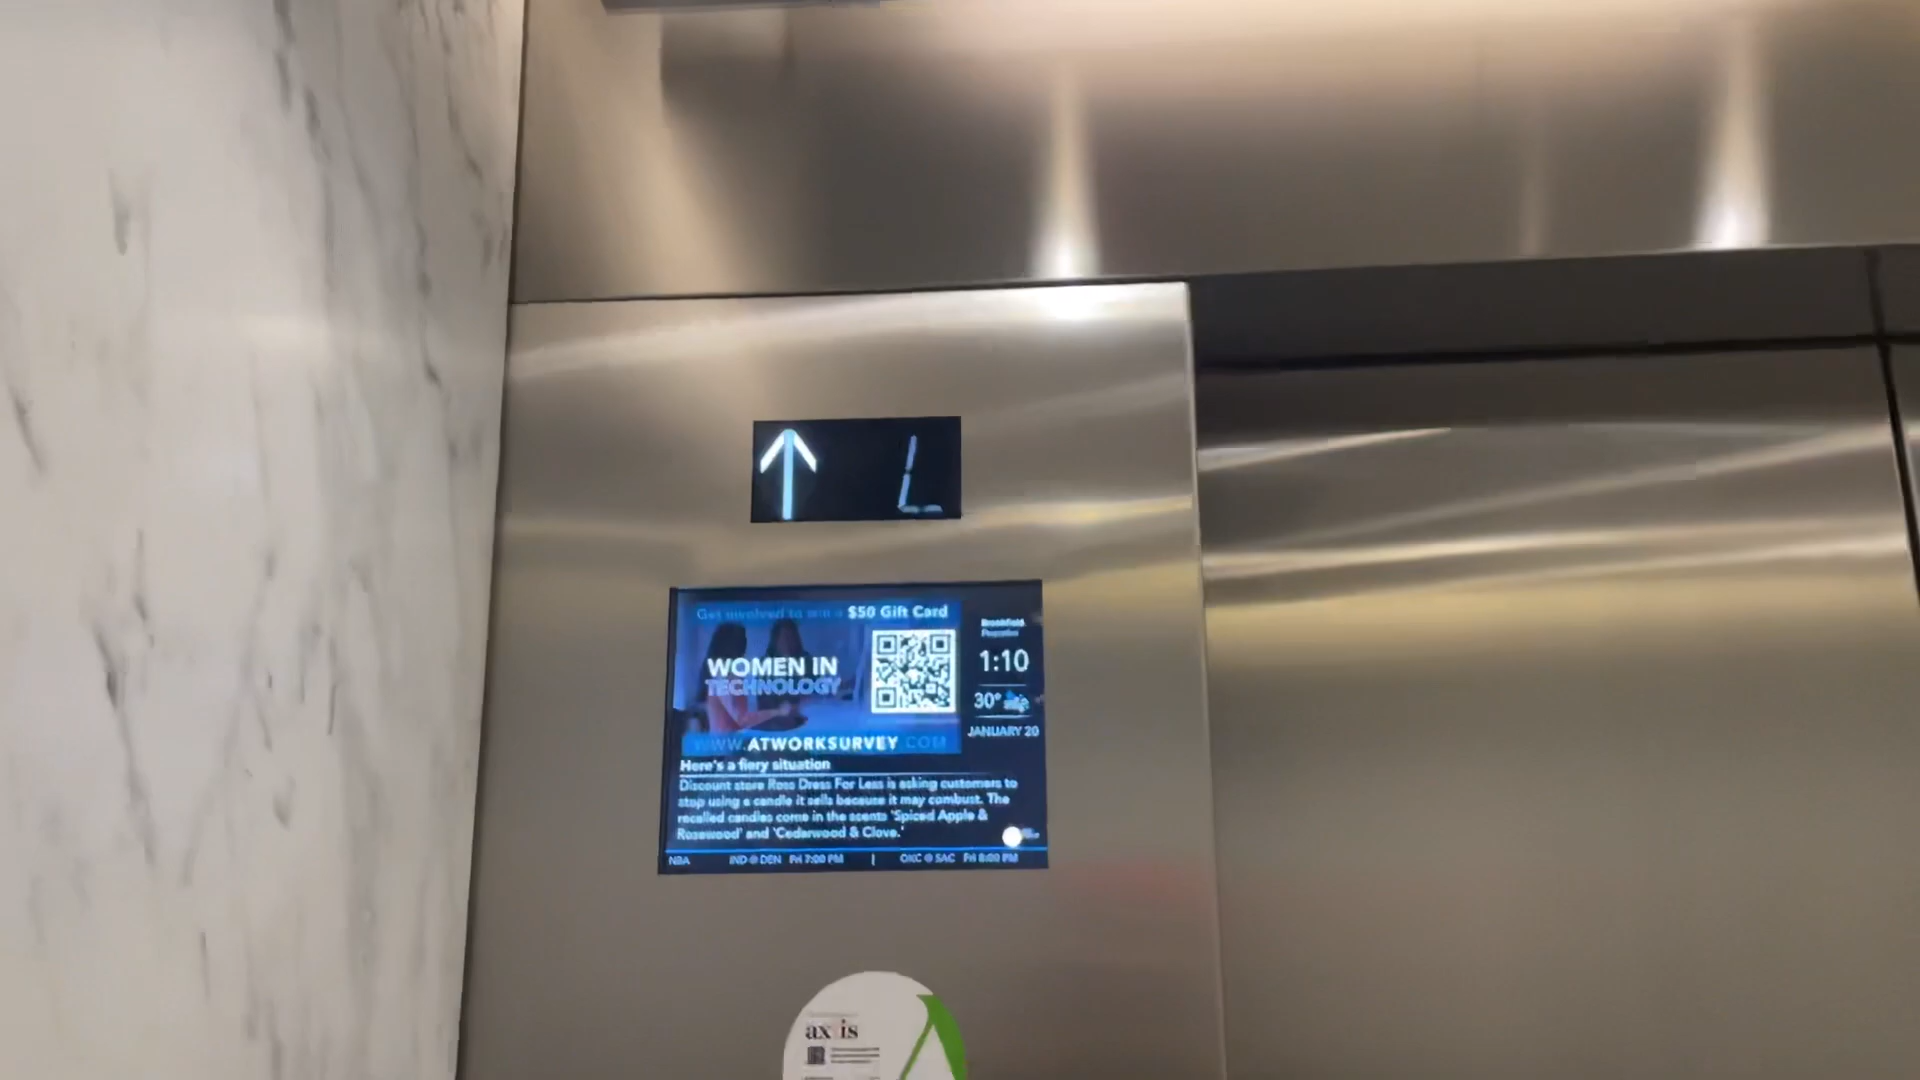 L
Get involved to win a $50 Gift Card
WOMEN IN
TECHNOLOGY
WWW.ATWORKSURVEY.COM
Brookfield
Properties
1:10
30°
JANUARY 20
Here's a fiery situation
Discount store Ross Dress For Less is asking customers to
stop using a candle it sells because it may combust. The
recalled candles come in the scents 'Spiced Apple &
Rosewood' and 'Cedarwood & Clove.'
NBA IND @ DEN Fri 7:00 PM | OKC @ SAC Fri 8:00 PM
axis